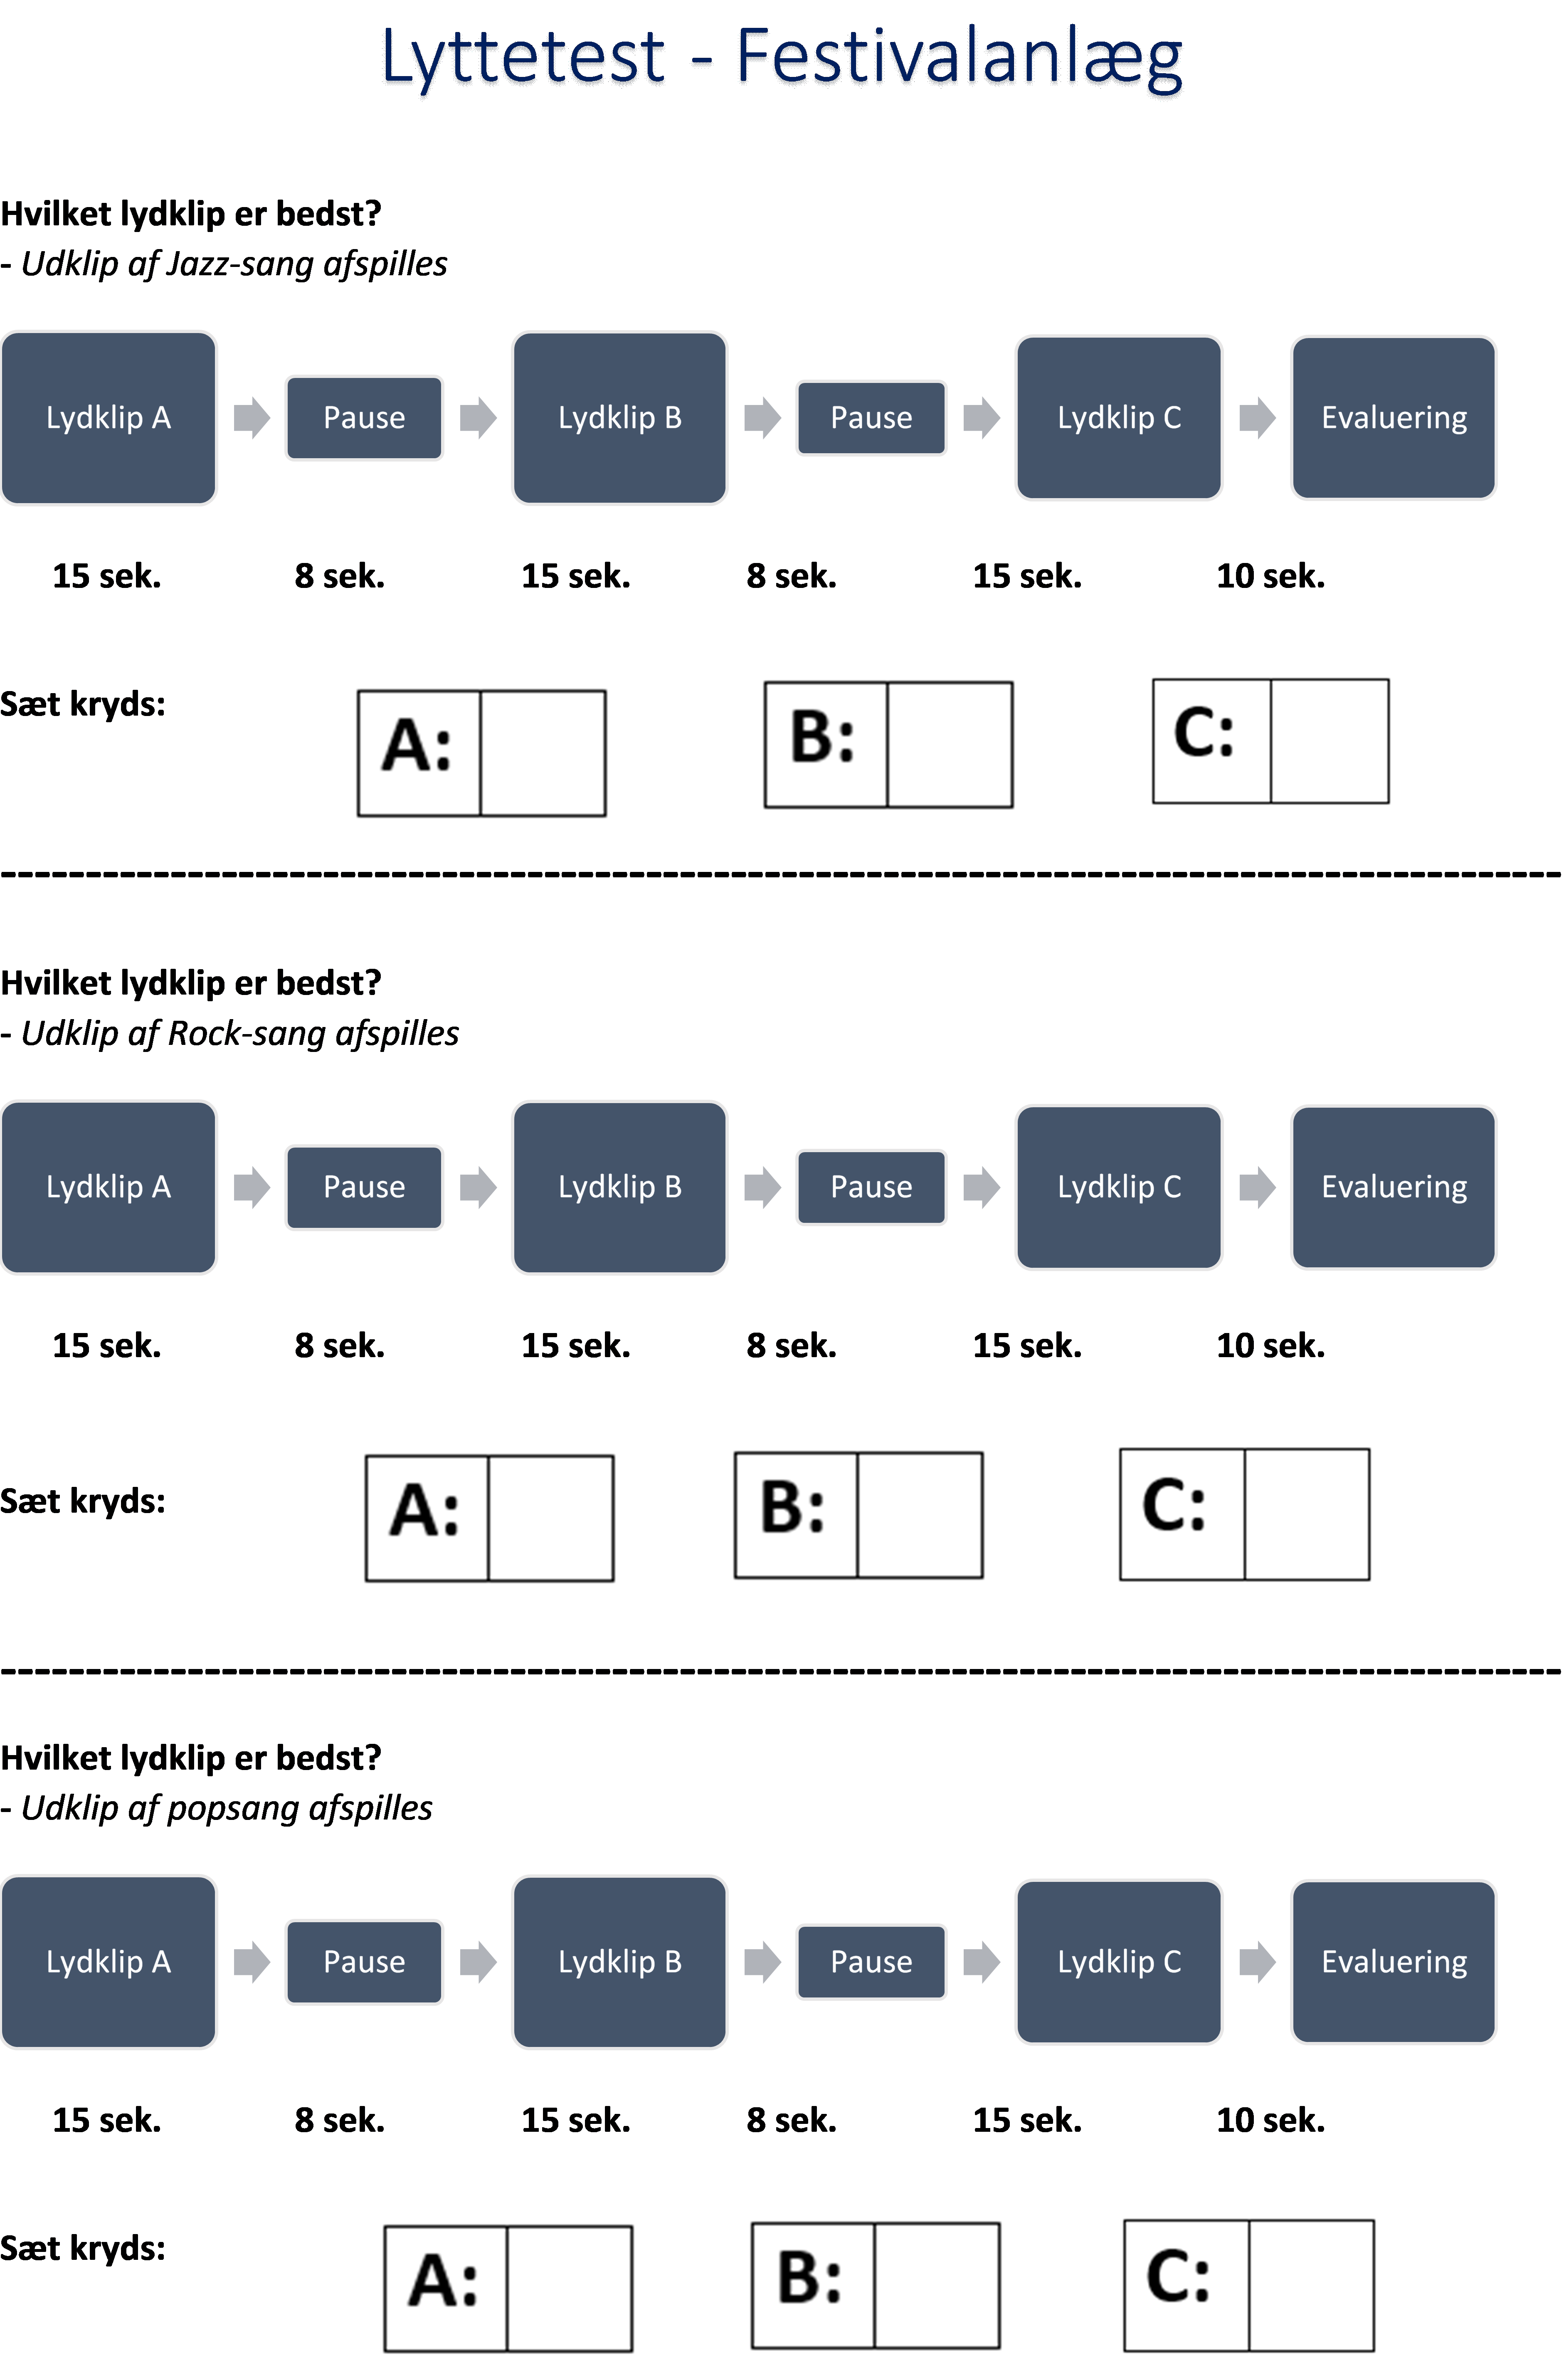 Lyttetest - Festivalanlæg
Hvilket lydklip er bedst?
- Udklip af Jazz-sang afspilles
Lydklip A Pause Lydklip B Pause Lydklip C Evaluering
15 sek. 8 sek. 15 sek. 8 sek. 15 sek. 10 sek.
Sæt kryds: A: B: C:
Hvilket lydklip er bedst?
- Udklip af Rock-sang afspilles
Lydklip A Pause Lydklip B Pause Lydklip C Evaluering
15 sek. 8 sek. 15 sek. 8 sek. 15 sek. 10 sek.
Sæt kryds: A: B: C:
Hvilket lydklip er bedst?
- Udklip af popsang afspilles
Lydklip A Pause Lydklip B Pause Lydklip C Evaluering
15 sek. 8 sek. 15 sek. 8 sek. 15 sek. 10 sek.
Sæt kryds: A: B: C: